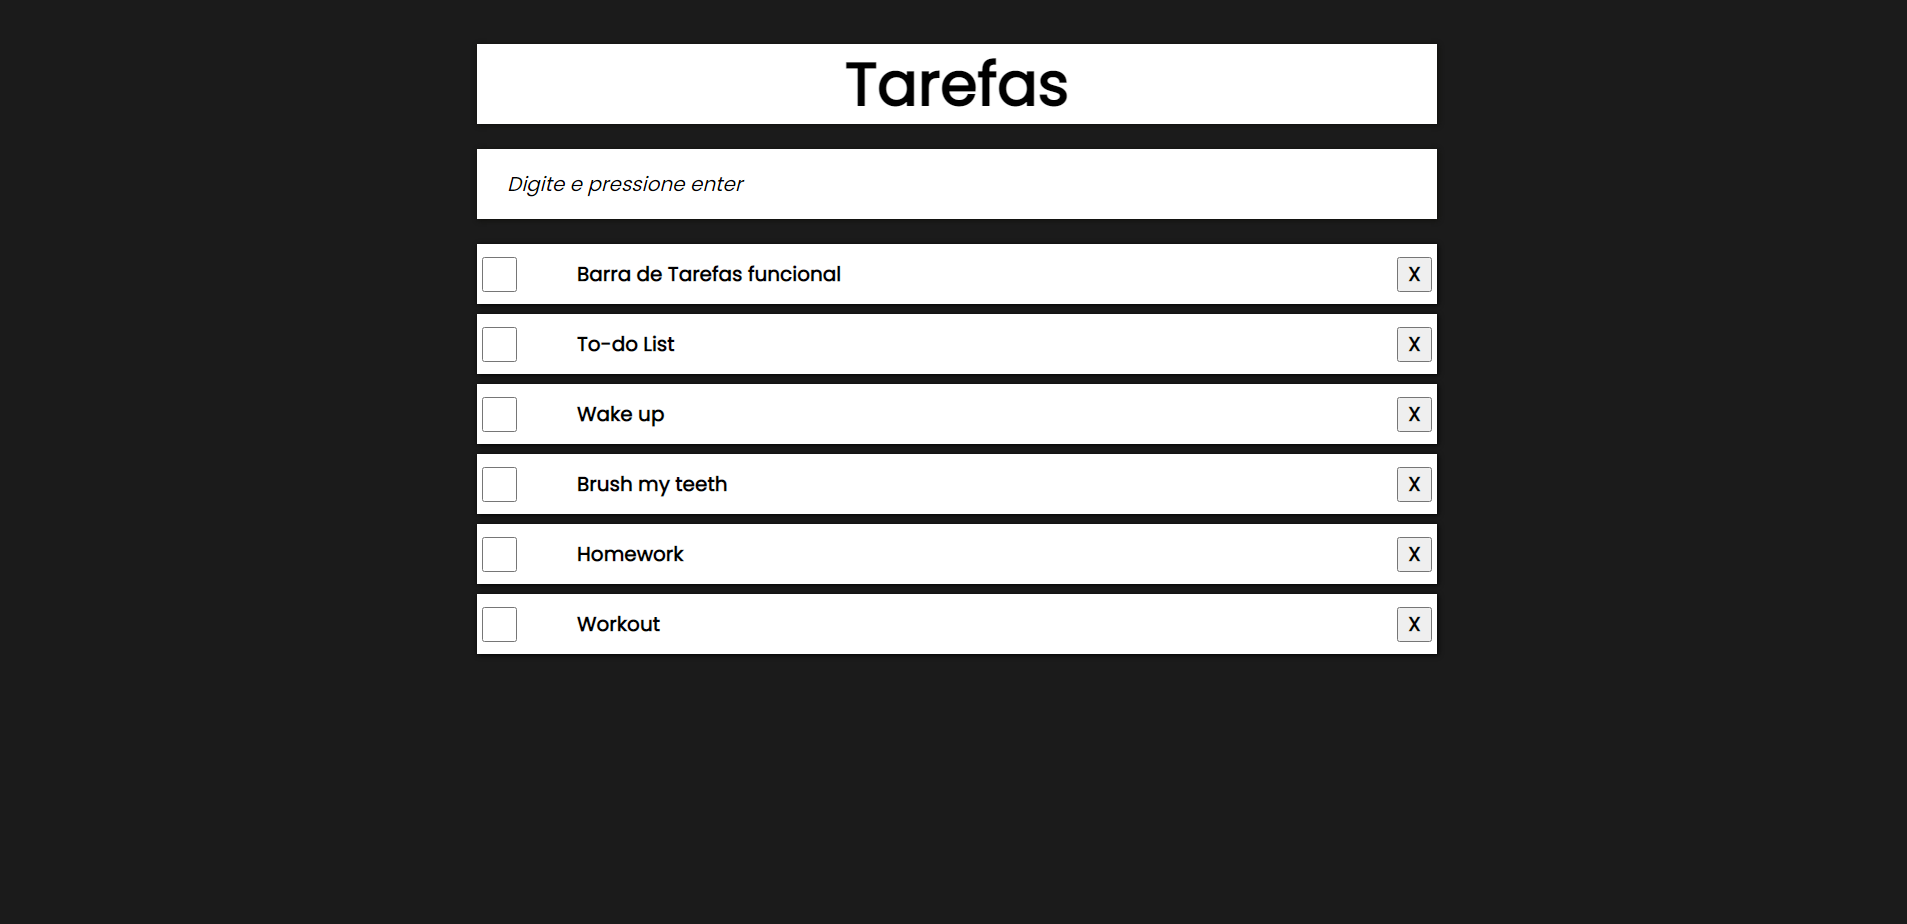 Tarefas
Digite e pressione enter
Barra de Tarefas funcional X
To-do List X
Wake up X
Brush my teeth X
Homework X
Workout X